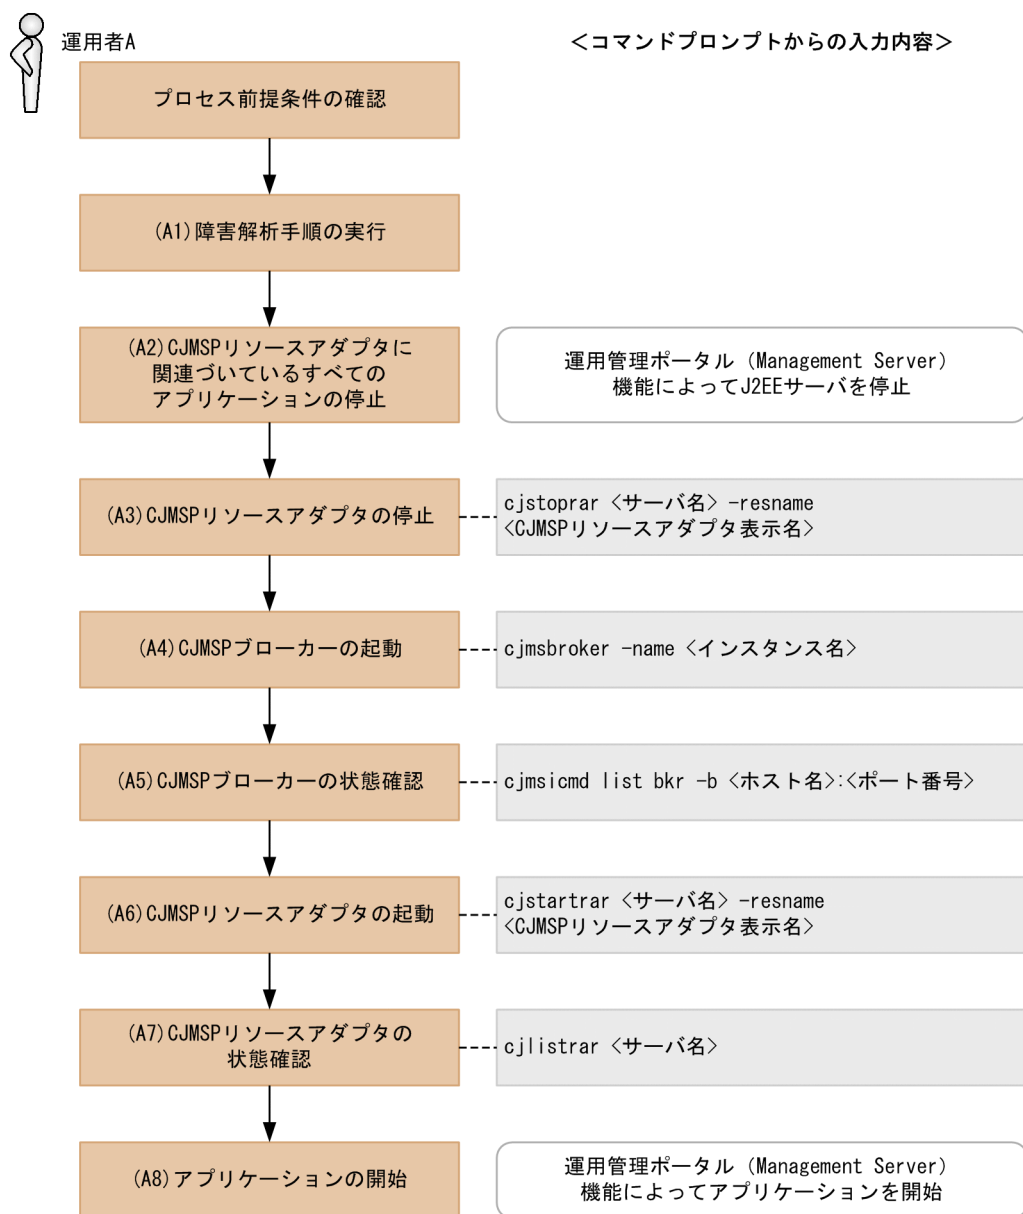 運用者A
＜コマンドプロンプトからの入力内容＞
プロセス前提条件の確認
(A1)障害解析手順の実行
(A2)CJMSPリソースアダプタに
関連づいているすべての
アプリケーションの停止
運用管理ポータル（Management Server）
機能によってJ2EEサーバを停止
(A3)CJMSPリソースアダプタの停止
cjstoprar <サーバ名> -resname
<CJMSPリソースアダプタ表示名>
(A4)CJMSPブローカーの起動
cjmsbroker -name <インスタンス名>
(A5)CJMSPブローカーの状態確認
cjmsicmd list bkr -b <ホスト名>:<ポート番号>
(A6)CJMSPリソースアダプタの起動
cjstartrar <サーバ名> -resname
<CJMSPリソースアダプタ表示名>
(A7)CJMSPリソースアダプタの
状態確認
cjlistrar <サーバ名>
(A8)アプリケーションの開始
運用管理ポータル（Management Server）
機能によってアプリケーションを開始